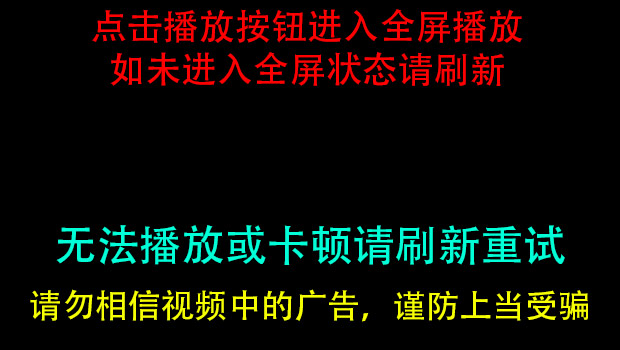 点击播放按钮进入全屏播放
如未进入全屏状态请刷新
无法播放或卡顿请刷新重试
请勿相信视频中的广告，谨防上当受骗